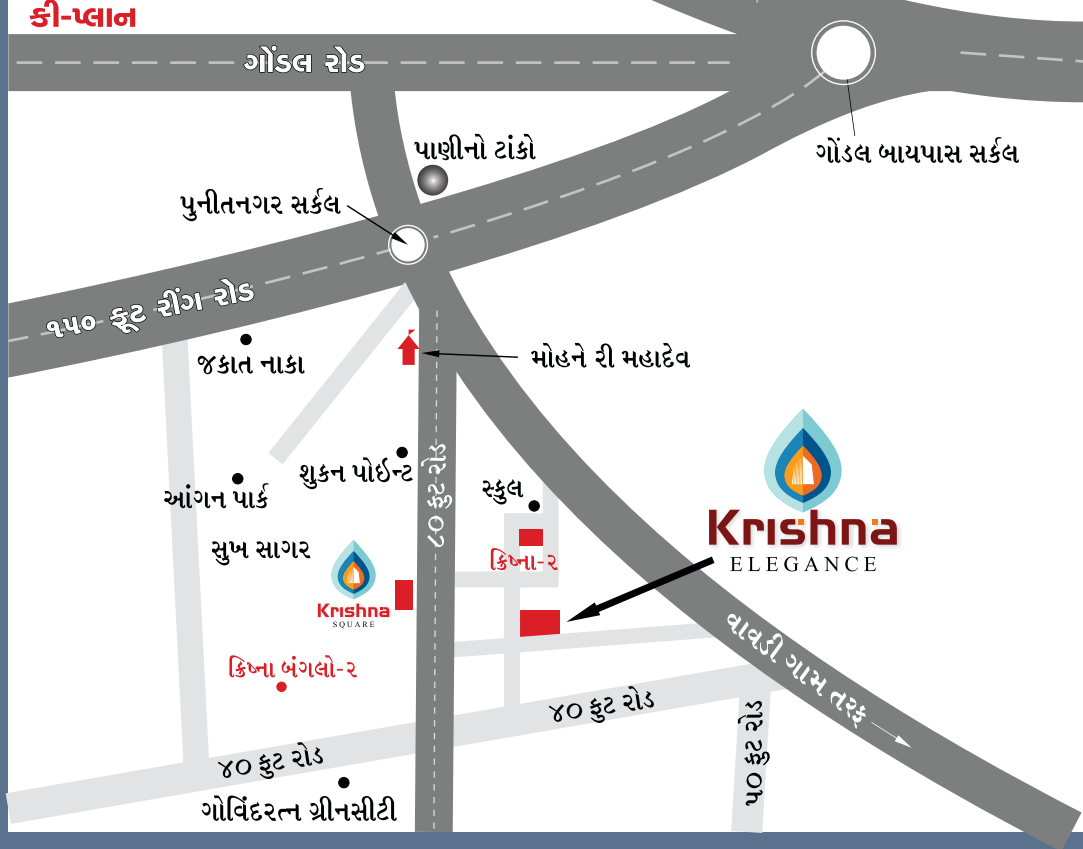 કી-પ્લાન
ગોંડલ રોડ
પાણીનો ટાંકો
ગોંડલ બાયપાસ સર્કલ
પુનીતનગર સર્કલ
૧૫૦ ફૂટ રીંગ રોડ
જકાત નાકા
મોહને રી મહાદેવ
શુકન પોઈન્ટ
૮૦ ફુટ રોડ
આંગન પાર્ક
સ્કુલ
સુખ સાગર
Krishna
ELEGANCE
ક્રિષ્ના-૨
Krishna
SQUARE
વાવડી ગામ તરફ
ક્રિષ્ના બંગલો-૨
૪૦ ફુટ રોડ
૫૦ ફુટ રોડ
૪૦ ફુટ રોડ
ગોવિંદરત્ન ગ્રીનસીટી